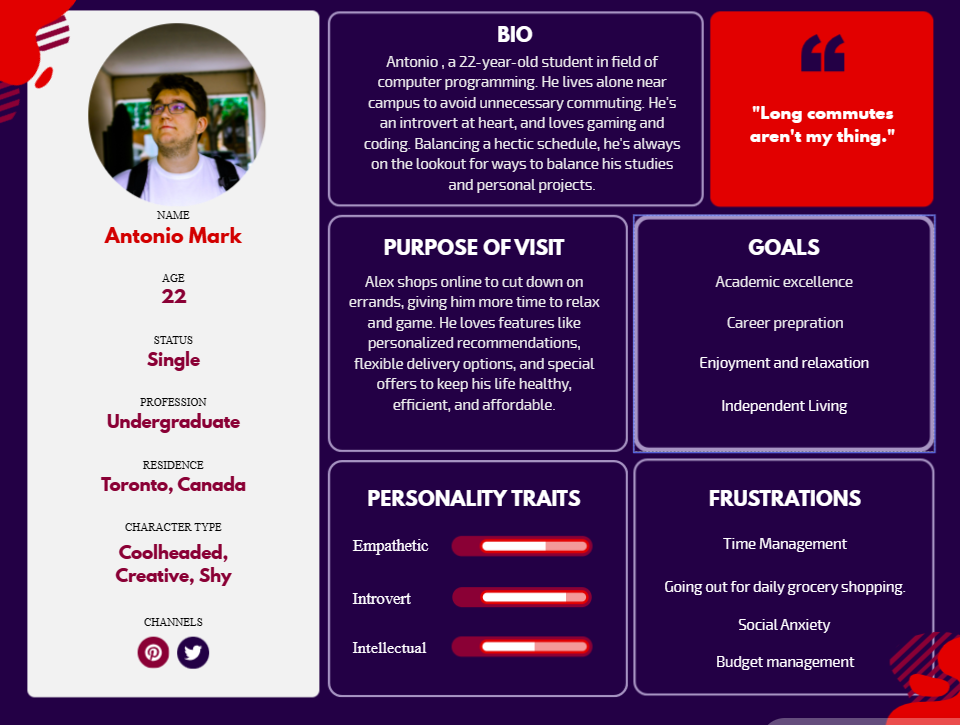 NAME
Antonio Mark
AGE
22
STATUS
Single
PROFESSION
Undergraduate
RESIDENCE
Toronto, Canada
CHARACTER TYPE
Coolheaded,
Creative, Shy
CHANNELS
BIO
Antonio , a 22-year-old student in field of
computer programming. He lives alone near
campus to avoid unnecessary commuting. He's
an introvert at heart, and loves gaming and
coding. Balancing a hectic schedule, he's always
on the lookout for ways to balance his studies
and personal projects.
"Long commutes
aren't my thing."
PURPOSE OF VISIT
Alex shops online to cut down on
errands, giving him more time to relax
and game. He loves features like
personalized recommendations,
flexible delivery options, and special
offers to keep his life healthy,
efficient, and affordable.
GOALS
Academic excellence
Career prepration
Enjoyment and relaxation
Independent Living
PERSONALITY TRAITS
Empathetic
Introvert
Intellectual
FRUSTRATIONS
Time Management
Going out for daily grocery shopping.
Social Anxiety
Budget management